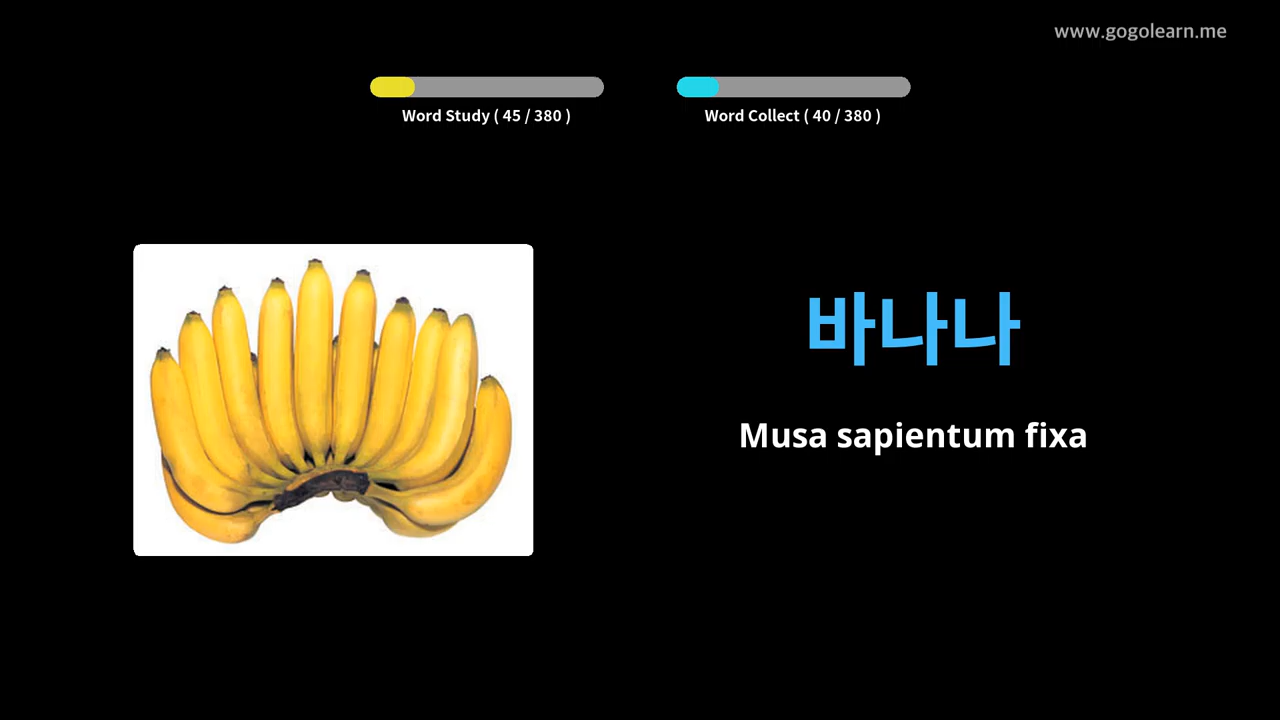 www.gogolearn.me
Word Study ( 45 / 380 )
Word Collect ( 40 / 380 )
바나나
Musa sapientum fixa